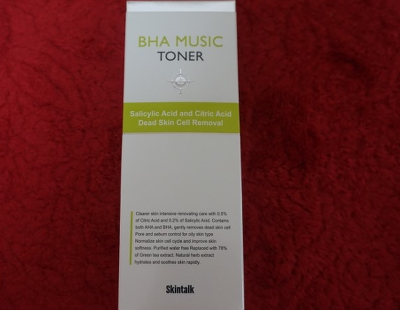 BHA MUSIC
TONER
Salicylic Acid and Citric Acid
Dead Skin Cell Removal
Clearer skin intensive renovating care with 0.5%
of Citric Acid and 0.2% of Salicylic Acid. Contains
both AHA and BHA, gently removes dead skin cell
Pore and sebum control for oily skin type
Normalize skin cell cycle and improve skin
softness. Purified water free Replaced with 78%
of Green tea extract. Natural herb extract
hydrates and soothes skin rapidly.
Skintalk